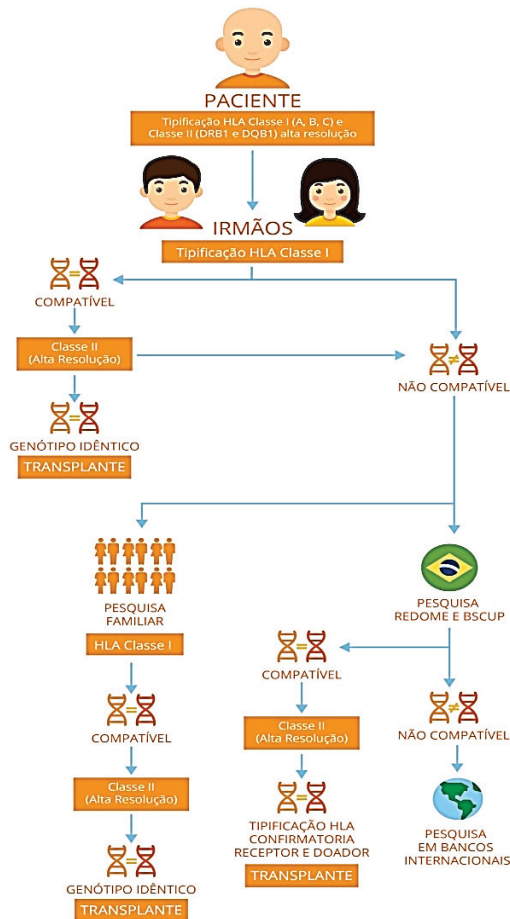 PACIENTE
Tipificação HLA Classe I (A, B, C) e
Classe II (DRB1 e DQB1) alta resolução
IRMÃOS
Tipificação HLA Classe I
COMPATÍVEL
Classe II
(Alta Resolução)
NÃO COMPATÍVEL
GENÓTIPO IDÊNTICO
TRANSPLANTE
PESQUISA
FAMILIAR
HLA Classe I
COMPATÍVEL
Classe II
(Alta Resolução)
GENÓTIPO IDÊNTICO
TRANSPLANTE
PESQUISA
REDOME E BSCUP
COMPATÍVEL
Classe II
(Alta Resolução)
TIPIFICAÇÃO HLA
CONFIRMATORIA
RECEPTOR E DOADOR
TRANSPLANTE
NÃO COMPATÍVEL
PESQUISA
EM BANCOS
INTERNACIONAIS